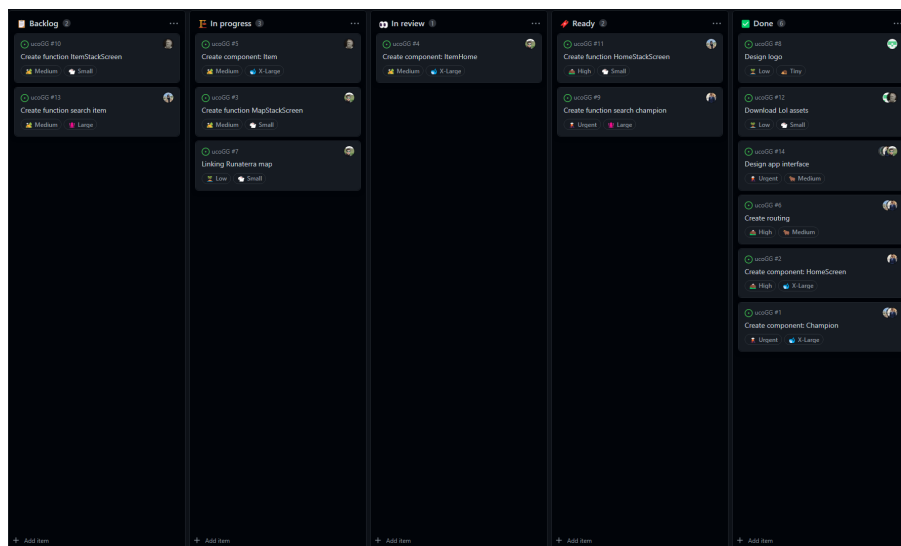 Backlog 2
ucoGG #10
Create function ItemStackScreen
Medium Small
ucoGG #13
Create function search item
Medium Large
Add item
In progress 3
ucoGG #5
Create component: Item
Medium X-Large
ucoGG #3
Create function MapStackScreen
Medium Small
ucoGG #7
Linking Runaterra map
Low Small
Add item
In review 1
ucoGG #4
Create component: ItemHome
Medium X-Large
Add item
Ready 2
ucoGG #11
Create function HomeStackScreen
High Small
ucoGG #9
Create function search champion
Urgent Large
Add item
Done 6
ucoGG #8
Design logo
Low Tiny
ucoGG #12
Download Lol assets
Low Small
ucoGG #14
Design app interface
Urgent Medium
ucoGG #6
Create routing
High Medium
ucoGG #2
Create component: HomeScreen
High X-Large
ucoGG #1
Create component: Champion
Urgent X-Large
Add item